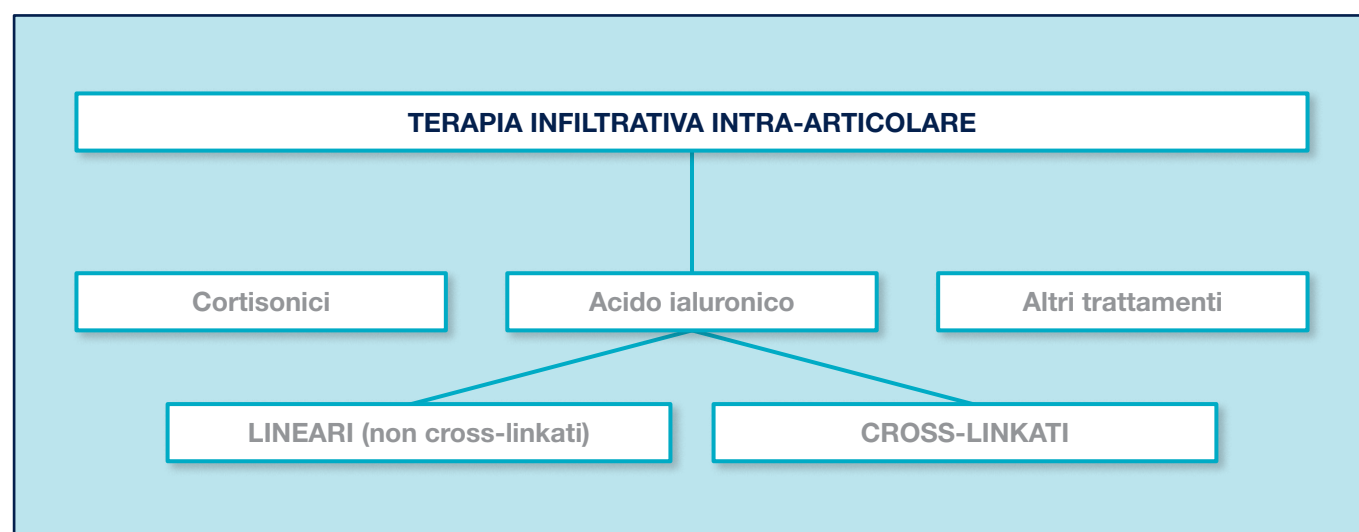 TERAPIA INFILTRATIVA INTRA-ARTICOLARE
Cortisonici
Acido ialuronico
Altri trattamenti
LINEARI (non cross-linkati)
CROSS-LINKATI